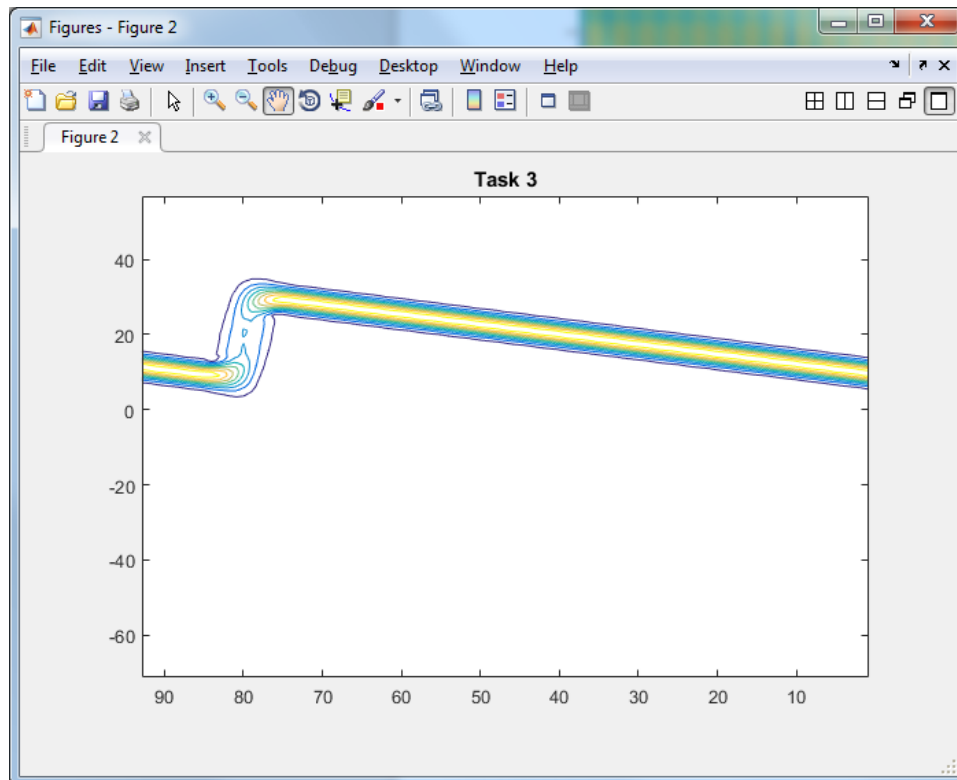 Figures - Figure 2
File Edit View Insert Tools Debug Desktop Window Help
Figure 2
Task 3
40
20
0
-20
-40
-60
90 80 70 60 50 40 30 20 10